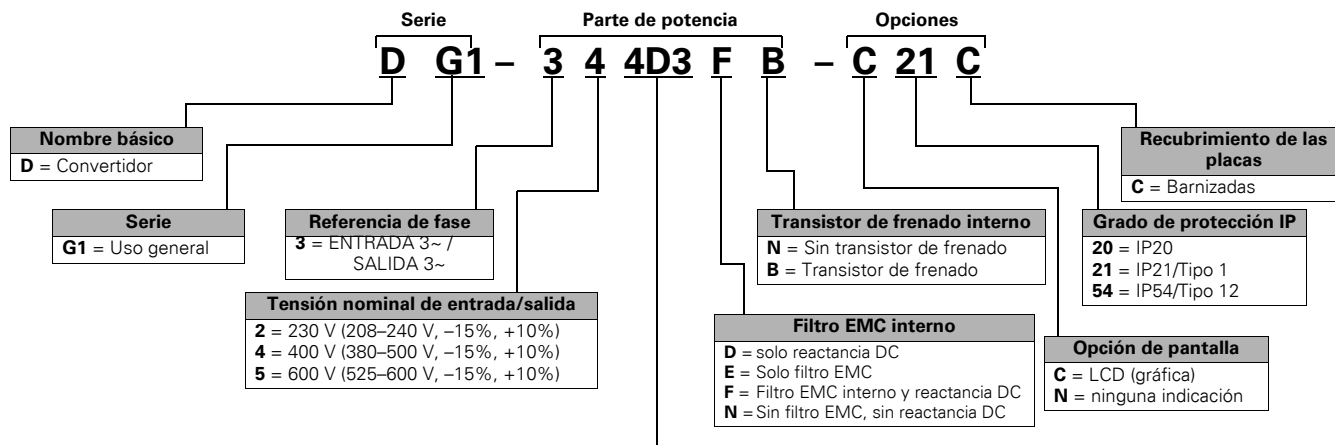 Serie Parte de potencia Opciones
D G1 – 3 4 4D3 F B – C 21 C
Nombre básico
D = Convertidor
Recubrimiento de las
placas
C = Barnizadas
Serie
G1 = Uso general
Referencia de fase
3 = ENTRADA 3~ /
SALIDA 3~
Transistor de frenado interno
N = Sin transistor de frenado
B = Transistor de frenado
Grado de protección IP
20 = IP20
21 = IP21/Tipo 1
54 = IP54/Tipo 12
Tensión nominal de entrada/salida
2 = 230 V (208–240 V, –15%, +10%)
4 = 400 V (380–500 V, –15%, +10%)
5 = 600 V (525–600 V, –15%, +10%)
Filtro EMC interno
D = solo reactancia DC
E = Solo filtro EMC
F = Filtro EMC interno y reactancia DC
N = Sin filtro EMC, sin reactancia DC
Opción de pantalla
C = LCD (gráfica)
N = ninguna indicación